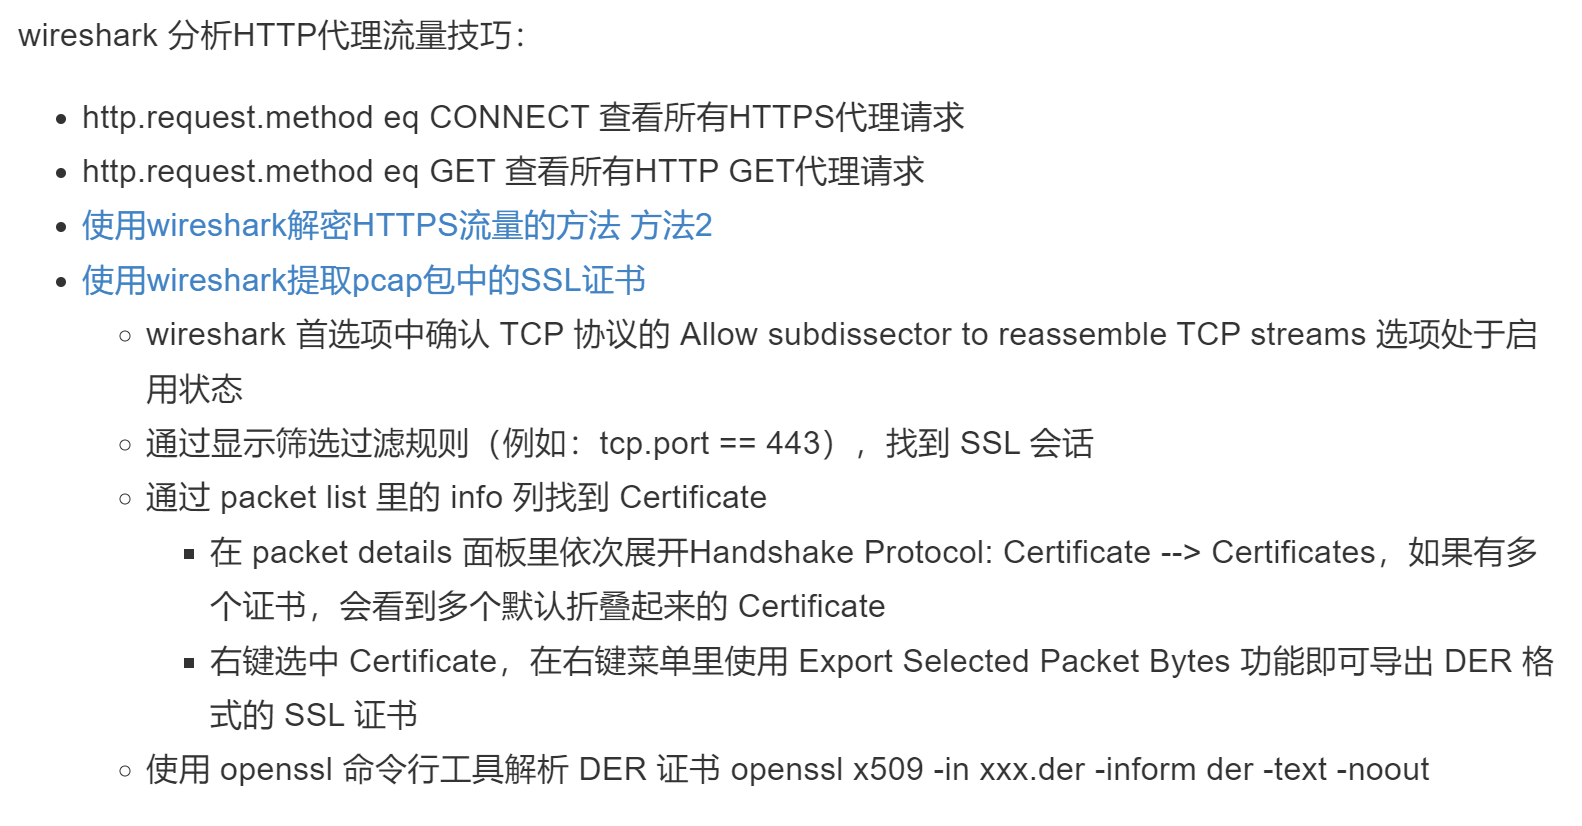 wireshark 分析HTTP代理流量技巧：
http.request.method eq CONNECT 查看所有HTTPS代理请求
http.request.method eq GET 查看所有HTTP GET代理请求
使用wireshark解密HTTPS流量的方法 方法2
使用wireshark提取pcap包中的SSL证书
wireshark 首选项中确认 TCP 协议的 Allow subdissector to reassemble TCP streams 选项处于启
用状态
通过显示筛选过滤规则（例如：tcp.port == 443），找到 SSL 会话
通过 packet list 里的 info 列找到 Certificate
在 packet details 面板里依次展开Handshake Protocol: Certificate --> Certificates，如果有多
个证书，会看到多个默认折叠起来的 Certificate
右键选中 Certificate，在右键菜单里使用 Export Selected Packet Bytes 功能即可导出 DER 格
式的 SSL 证书
使用 openssl 命令行工具解析 DER 证书 openssl x509 -in xxx.der -inform der -text -noout